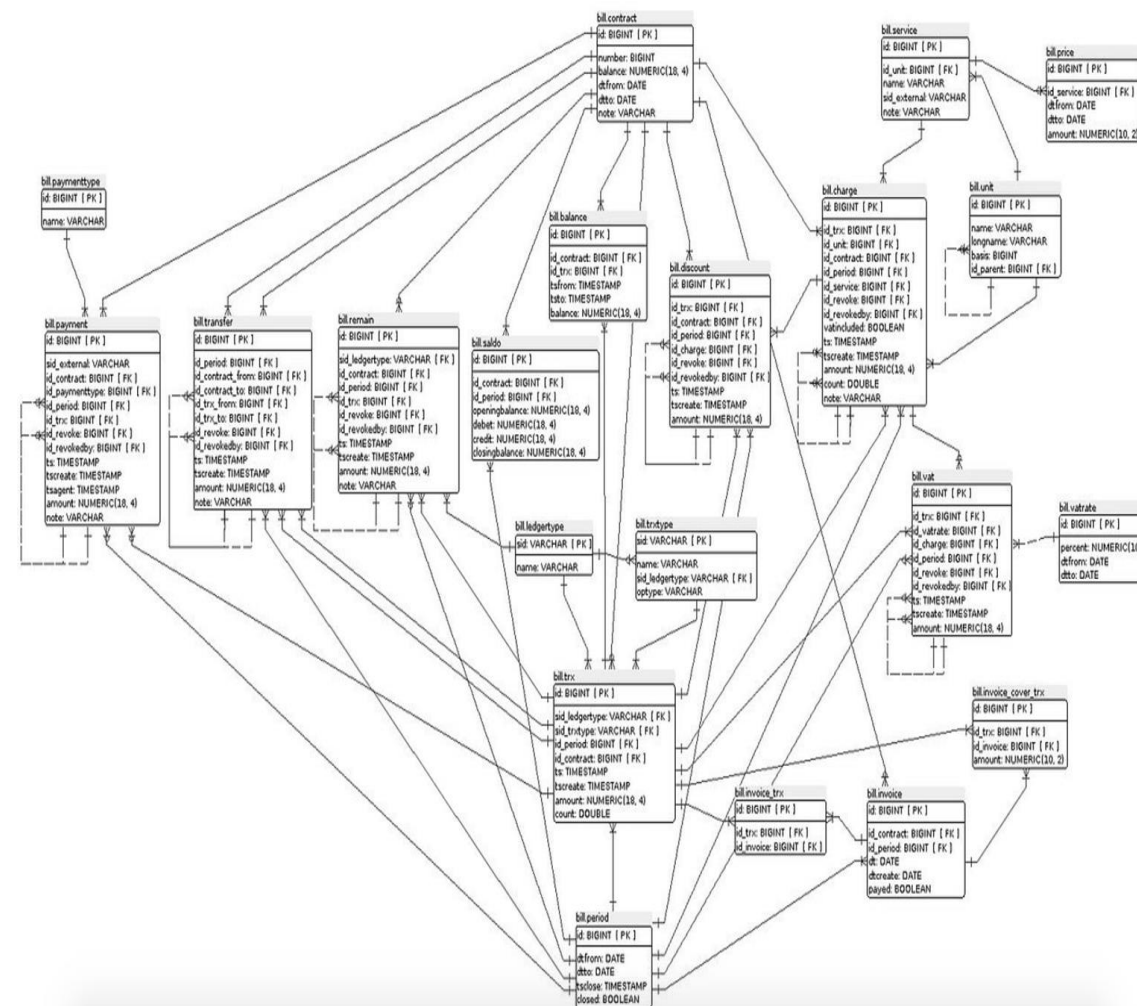 bill.contract
id: BIGINT [ PK ]
number: BIGINT
balance: NUMERIC(18, 4)
dtfrom: DATE
dtto: DATE
note: VARCHAR
bill.service
id: BIGINT [ PK ]
id_unit: BIGINT [ FK ]
name: VARCHAR
sid_external: VARCHAR
note: VARCHAR
bill.price
id: BIGINT [ PK ]
id_service: BIGINT [ FK ]
dtfrom: DATE
dtto: DATE
amount: NUMERIC(10, 2)
bill.paymenttype
id: BIGINT [ PK ]
name: VARCHAR
bill.balance
id: BIGINT [ PK ]
id_contract: BIGINT [ FK ]
id_trx: BIGINT [ FK ]
tsfrom: TIMESTAMP
tsto: TIMESTAMP
balance: NUMERIC(18, 4)
bill.charge
id: BIGINT [ PK ]
id_trx: BIGINT [ FK ]
id_unit: BIGINT [ FK ]
id_contract: BIGINT [ FK ]
id_period: BIGINT [ FK ]
id_service: BIGINT [ FK ]
id_revoke: BIGINT [ FK ]
id_revokedby: BIGINT [ FK ]
vatincluded: BOOLEAN
ts: TIMESTAMP
tscreate: TIMESTAMP
amount: NUMERIC(18, 4)
count: DOUBLE
note: VARCHAR
bill.unit
id: BIGINT [ PK ]
name: VARCHAR
longname: VARCHAR
basis: BIGINT
id_parent: BIGINT [ FK ]
bill.discount
id: BIGINT [ PK ]
id_trx: BIGINT [ FK ]
id_contract: BIGINT [ FK ]
id_period: BIGINT [ FK ]
id_charge: BIGINT [ FK ]
id_revoke: BIGINT [ FK ]
id_revokedby: BIGINT [ FK ]
ts: TIMESTAMP
tscreate: TIMESTAMP
amount: NUMERIC(18, 4)
bill.payment
id: BIGINT [ PK ]
sid_external: VARCHAR
id_contract: BIGINT [ FK ]
id_paymenttype: BIGINT [ FK ]
id_period: BIGINT [ FK ]
id_trx: BIGINT [ FK ]
id_revoke: BIGINT [ FK ]
id_revokedby: BIGINT [ FK ]
ts: TIMESTAMP
tscreate: TIMESTAMP
tsagent: TIMESTAMP
amount: NUMERIC(18, 4)
note: VARCHAR
bill.transfer
id: BIGINT [ PK ]
id_period: BIGINT [ FK ]
id_contract_from: BIGINT [ FK ]
id_contract_to: BIGINT [ FK ]
id_trx_from: BIGINT [ FK ]
id_trx_to: BIGINT [ FK ]
id_revoke: BIGINT [ FK ]
id_revokedby: BIGINT [ FK ]
ts: TIMESTAMP
tscreate: TIMESTAMP
amount: NUMERIC(18, 4)
note: VARCHAR
bill.remain
id: BIGINT [ PK ]
sid_ledgertype: VARCHAR [ FK ]
id_contract: BIGINT [ FK ]
id_period: BIGINT [ FK ]
id_trx: BIGINT [ FK ]
id_revoke: BIGINT [ FK ]
id_revokedby: BIGINT [ FK ]
ts: TIMESTAMP
tscreate: TIMESTAMP
amount: NUMERIC(18, 4)
note: VARCHAR
bill.saldo
id: BIGINT [ PK ]
id_contract: BIGINT [ FK ]
id_period: BIGINT [ FK ]
openingbalance: NUMERIC(18, 4)
debet: NUMERIC(18, 4)
credit: NUMERIC(18, 4)
closingbalance: NUMERIC(18, 4)
bill.vat
id: BIGINT [ PK ]
id_trx: BIGINT [ FK ]
id_vatrate: BIGINT [ FK ]
id_charge: BIGINT [ FK ]
id_period: BIGINT [ FK ]
id_revoke: BIGINT [ FK ]
id_revokedby: BIGINT [ FK ]
ts: TIMESTAMP
tscreate: TIMESTAMP
amount: NUMERIC(18, 4)
bill.vatrate
id: BIGINT [ PK ]
percent: NUMERIC(10
dtfrom: DATE
dtto: DATE
bill.ledgertype
sid: VARCHAR [ PK ]
name: VARCHAR
bill.trxtype
sid: VARCHAR [ PK ]
name: VARCHAR
sid_ledgertype: VARCHAR [ FK ]
optype: VARCHAR
bill.trx
id: BIGINT [ PK ]
sid_ledgertype: VARCHAR [ FK ]
sid_trxtype: VARCHAR [ FK ]
id_period: BIGINT [ FK ]
id_contract: BIGINT [ FK ]
ts: TIMESTAMP
tscreate: TIMESTAMP
amount: NUMERIC(18, 4)
count: DOUBLE
bill.invoice_cover_trx
id: BIGINT [ PK ]
id_trx: BIGINT [ FK ]
id_invoice: BIGINT [ FK ]
amount: NUMERIC(10, 2)
bill.invoice_trx
id: BIGINT [ PK ]
id_trx: BIGINT [ FK ]
id_invoice: BIGINT [ FK ]
bill.invoice
id: BIGINT [ PK ]
id_contract: BIGINT [ FK ]
id_period: BIGINT [ FK ]
dt: DATE
dtcreate: DATE
payed: BOOLEAN
bill.period
id: BIGINT [ PK ]
dtfrom: DATE
dtto: DATE
tsclose: TIMESTAMP
closed: BOOLEAN